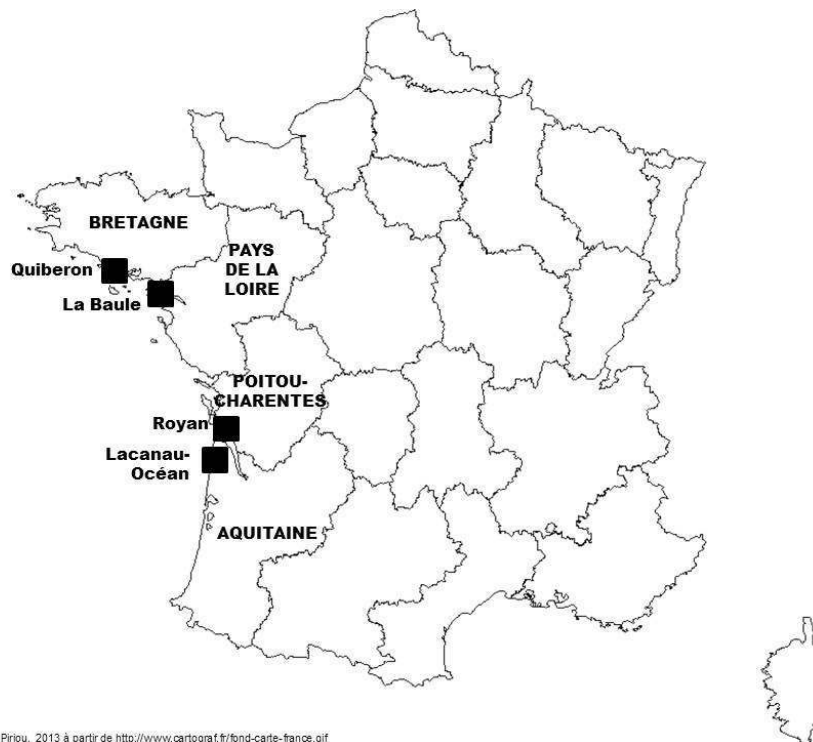 BRETAGNE
Quiberon
PAYS
DE LA
LOIRE
La Baule
POITOU-
CHARENTES
Royan
Lacanau-
Océan
AQUITAINE
Piriou, 2013 à partir de http://www.cartograf.fr/fond-carte-france.gif